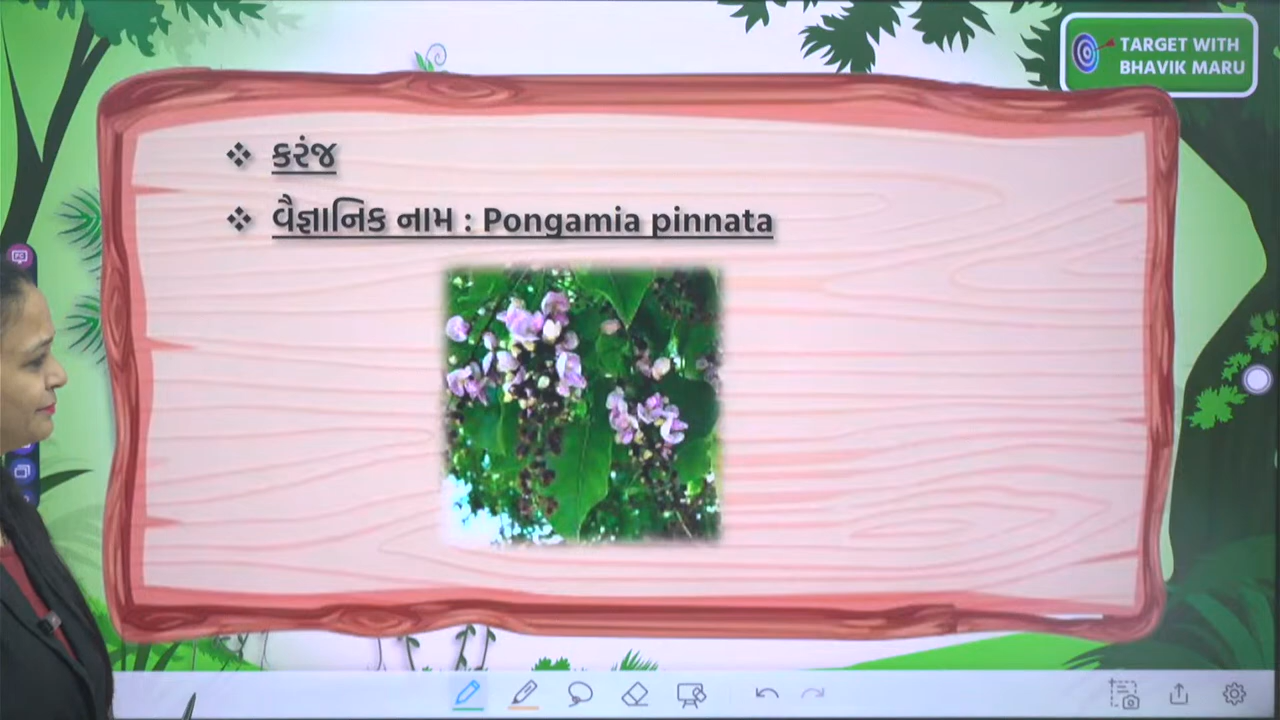 TARGET WITH
BHAVIK MARU
❖ કરંજ
❖ વૈજ્ઞાનિક નામ : Pongamia pinnata